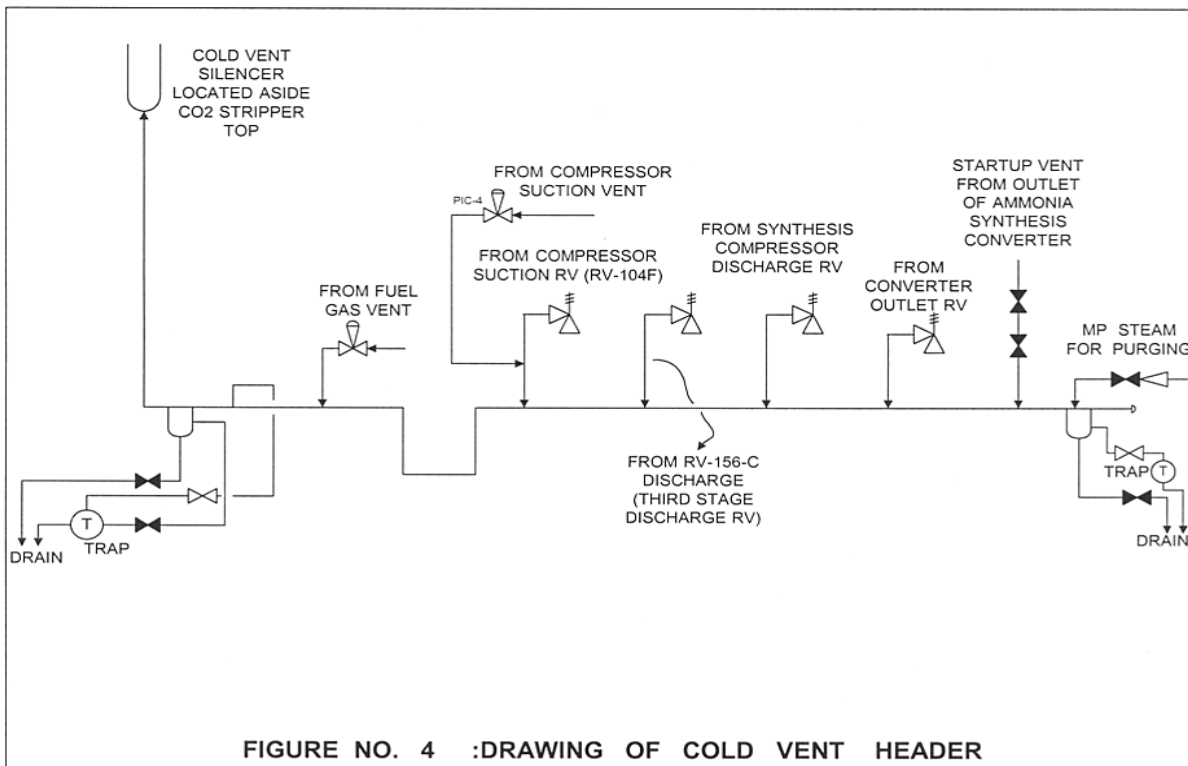 COLD VENT
SILENCER
LOCATED ASIDE
CO2 STRIPPER
TOP
FROM COMPRESSOR
SUCTION VENT
PIC-4
STARTUP VENT
FROM OUTLET
OF AMMONIA
SYNTHESIS
CONVERTER
FROM SYNTHESIS
COMPRESSOR
DISCHARGE RV
FROM COMPRESSOR
SUCTION RV (RV-104F)
FROM
CONVERTER
OUTLET RV
FROM FUEL
GAS VENT
MP STEAM
FOR PURGING
FROM RV-156-C
DISCHARGE
(THIRD STAGE
DISCHARGE RV)
TRAP
T
DRAIN
T
DRAIN
TRAP
FIGURE NO. 4 :DRAWING OF COLD VENT HEADER